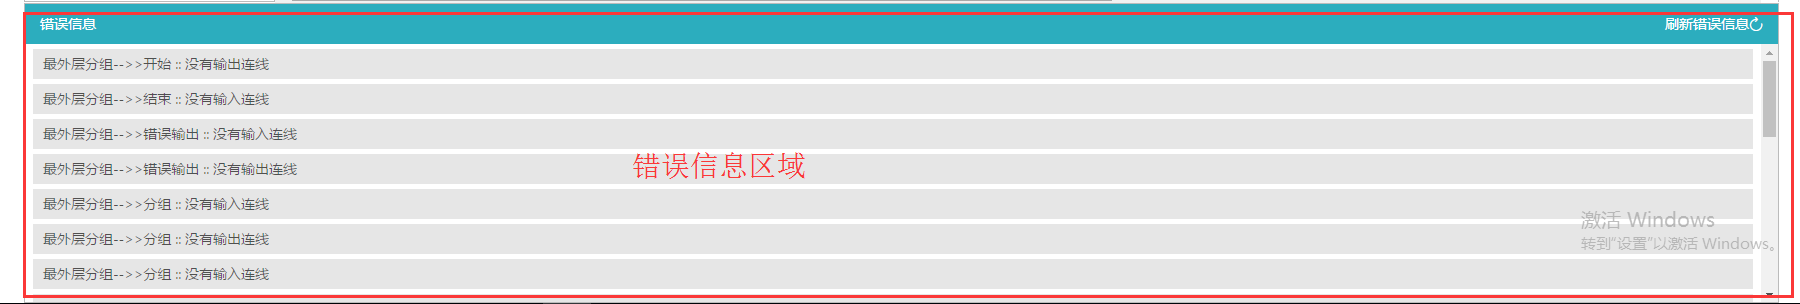 错误信息
刷新错误信息
最外层分组-->>开始 :: 没有输出连线
最外层分组-->>结束 :: 没有输入连线
最外层分组-->>错误输出 :: 没有输入连线
最外层分组-->>错误输出 :: 没有输出连线
错误信息区域
最外层分组-->>分组 :: 没有输入连线
最外层分组-->>分组 :: 没有输出连线
最外层分组-->>分组 :: 没有输入连线
激活 Windows
转到"设置"以激活 Windows。